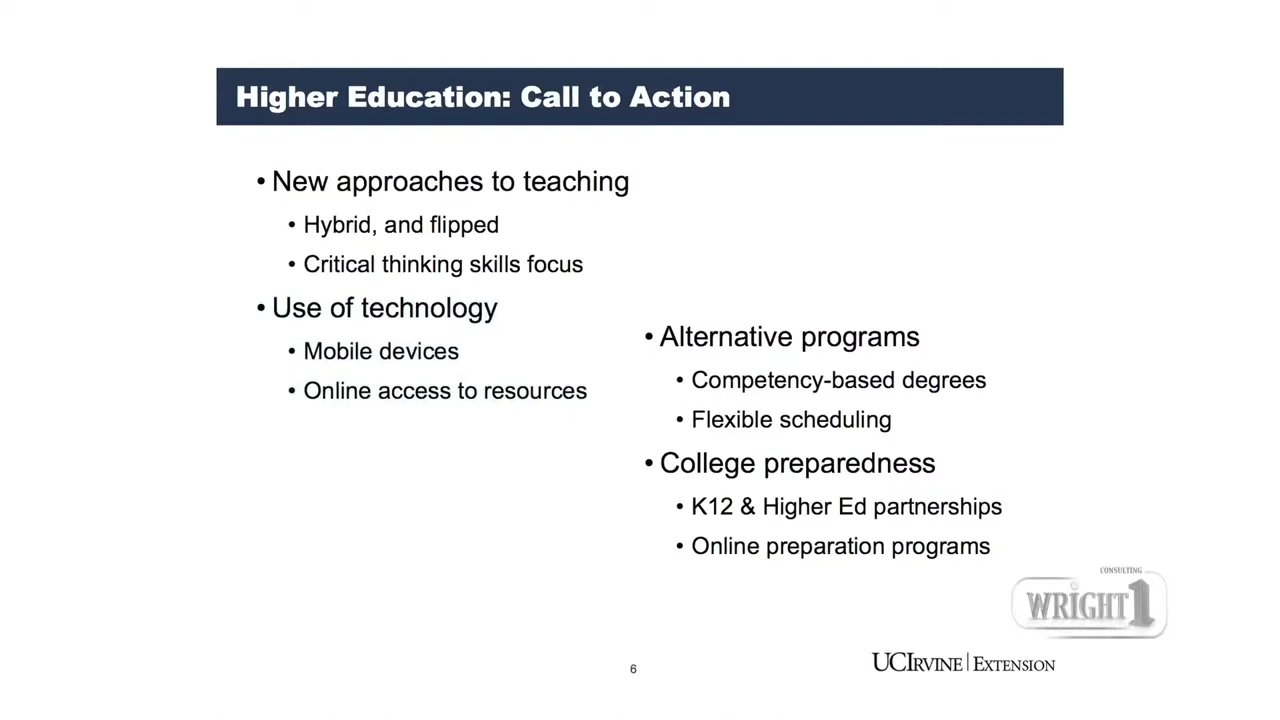 Higher Education: Call to Action
• New approaches to teaching
• Hybrid, and flipped
• Critical thinking skills focus
• Use of technology
• Mobile devices
• Online access to resources
• Alternative programs
• Competency-based degrees
• Flexible scheduling
• College preparedness
• K12 & Higher Ed partnerships
• Online preparation programs
CONSULTING
WRIGHT1
6
UCIRVINE | EXTENSION